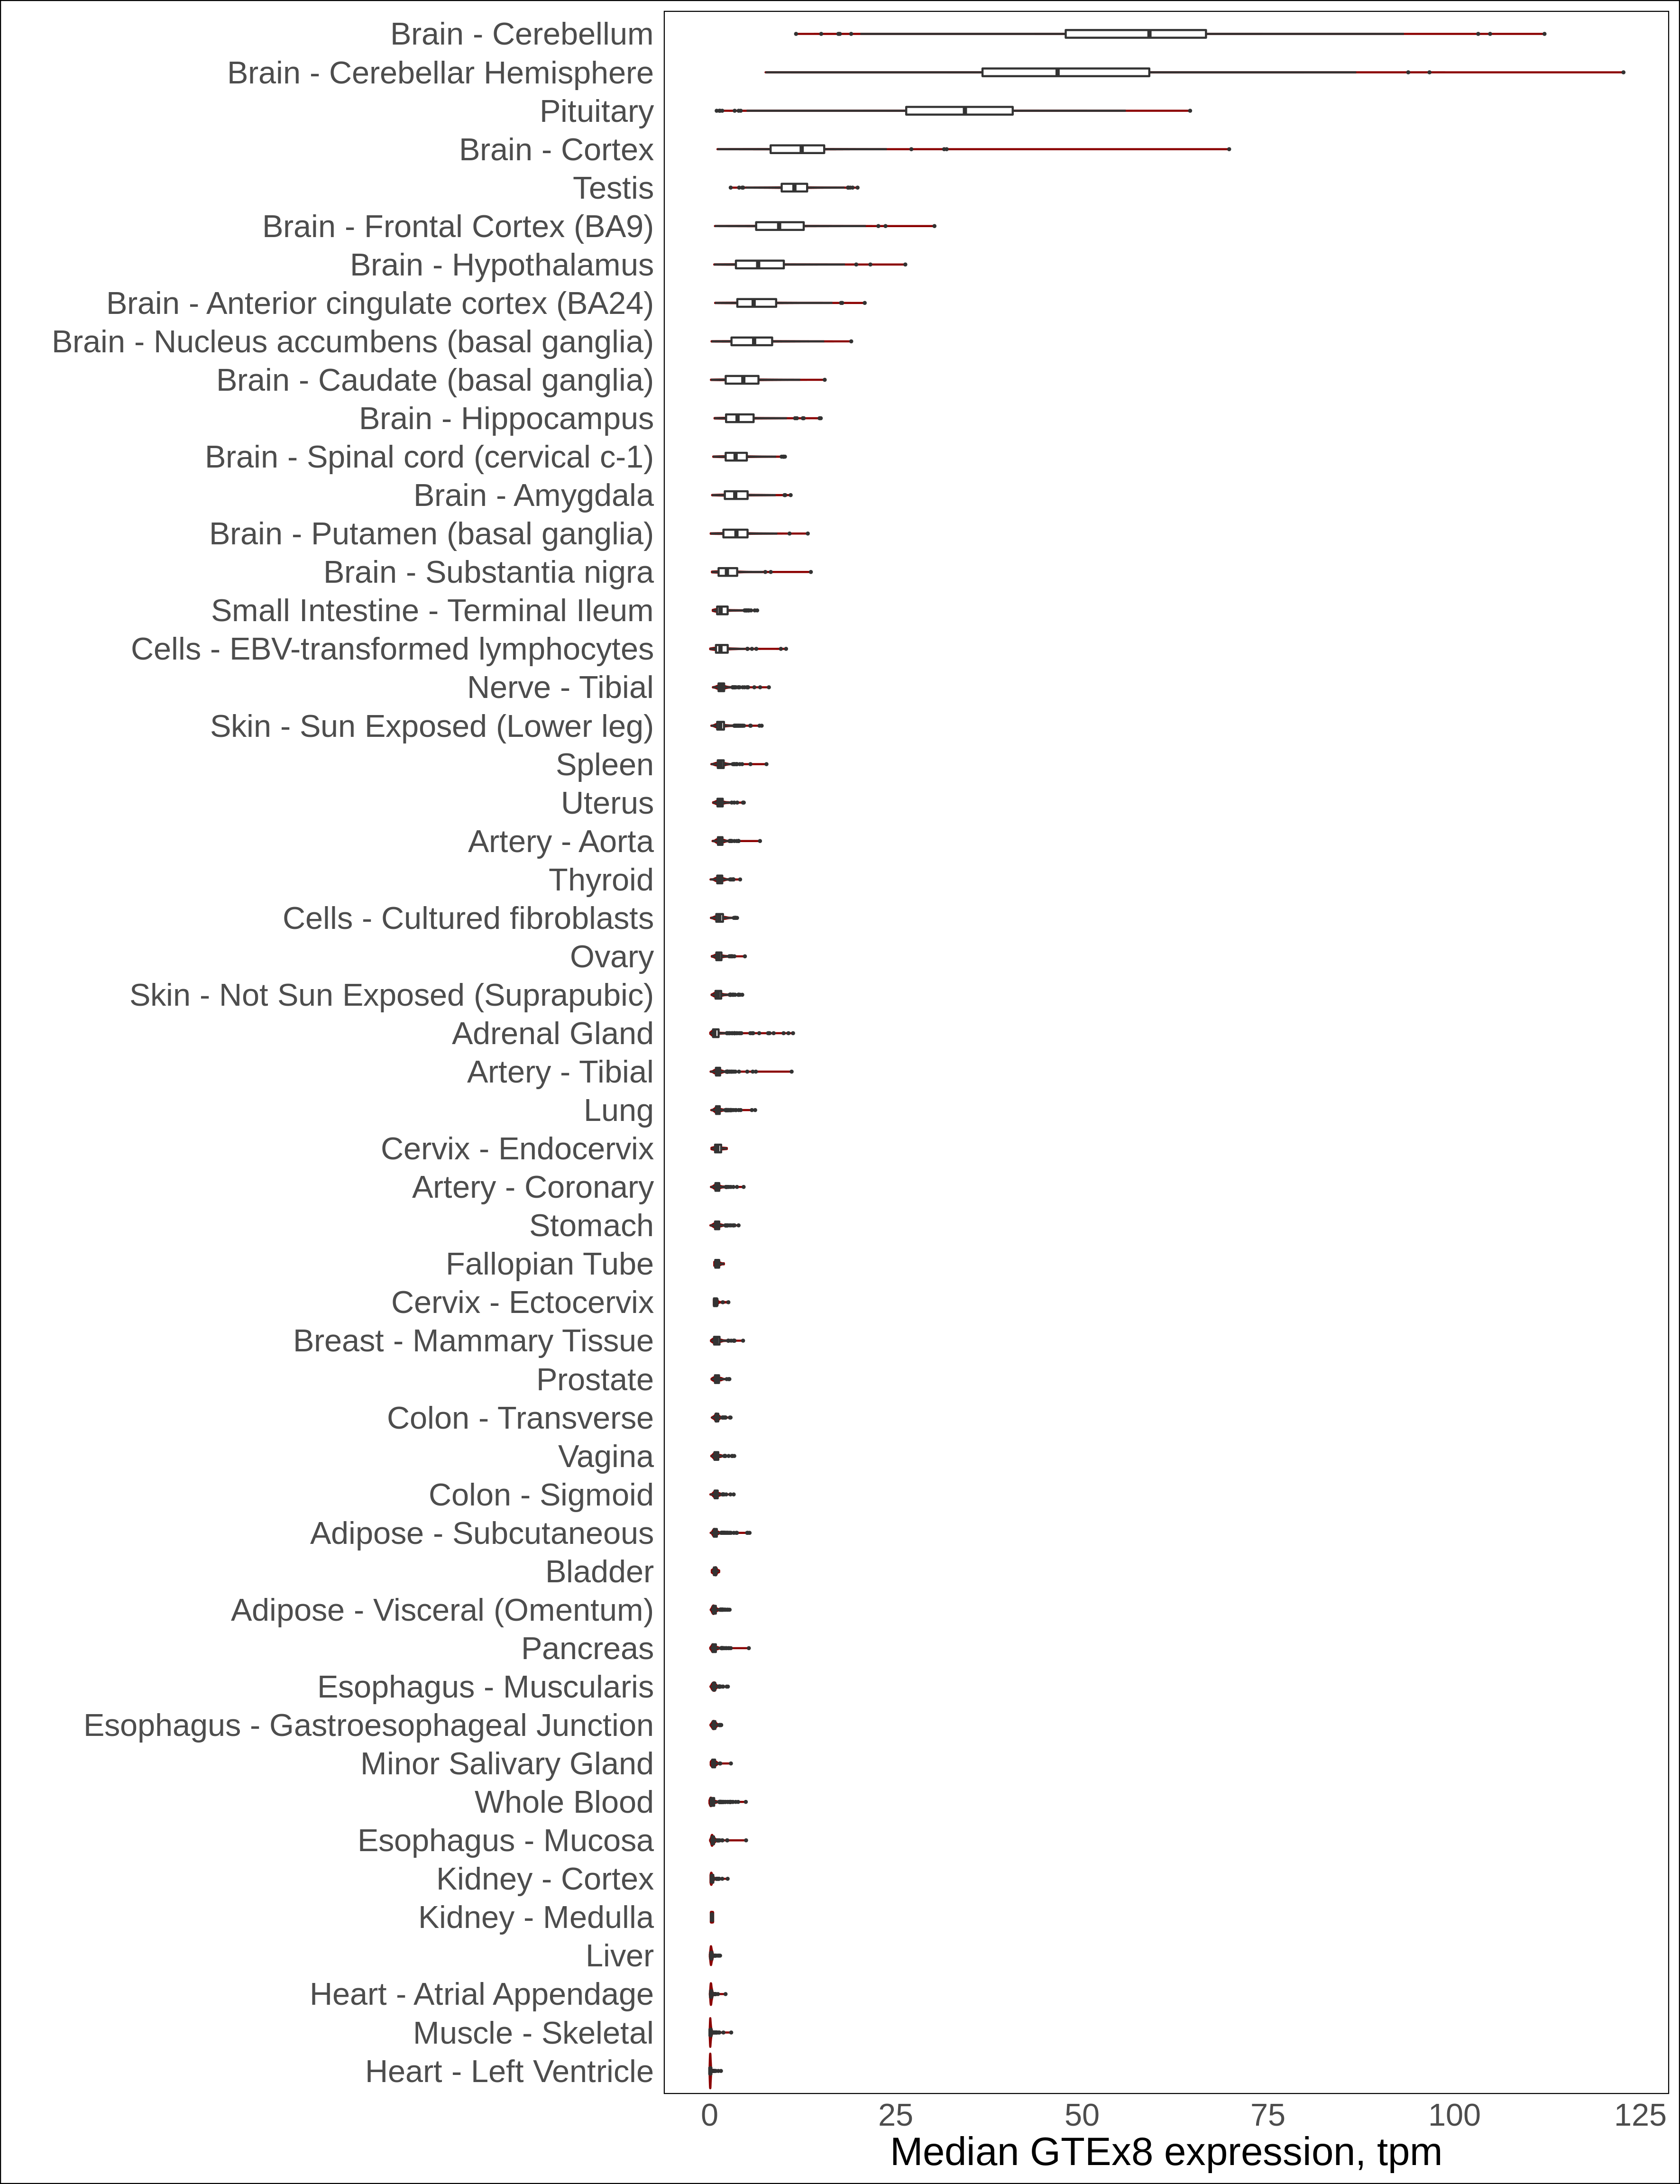 Brain - Cerebellum
Brain - Cerebellar Hemisphere
Pituitary
Brain - Cortex
Testis
Brain - Frontal Cortex (BA9)
Brain - Hypothalamus
Brain - Anterior cingulate cortex (BA24)
Brain - Nucleus accumbens (basal ganglia)
Brain - Caudate (basal ganglia)
Brain - Hippocampus
Brain - Spinal cord (cervical c-1)
Brain - Amygdala
Brain - Putamen (basal ganglia)
Brain - Substantia nigra
Small Intestine - Terminal Ileum
Cells - EBV-transformed lymphocytes
Nerve - Tibial
Skin - Sun Exposed (Lower leg)
Spleen
Uterus
Artery - Aorta
Thyroid
Cells - Cultured fibroblasts
Ovary
Skin - Not Sun Exposed (Suprapubic)
Adrenal Gland
Artery - Tibial
Lung
Cervix - Endocervix
Artery - Coronary
Stomach
Fallopian Tube
Cervix - Ectocervix
Breast - Mammary Tissue
Prostate
Colon - Transverse
Vagina
Colon - Sigmoid
Adipose - Subcutaneous
Bladder
Adipose - Visceral (Omentum)
Pancreas
Esophagus - Muscularis
Esophagus - Gastroesophageal Junction
Minor Salivary Gland
Whole Blood
Esophagus - Mucosa
Kidney - Cortex
Kidney - Medulla
Liver
Heart - Atrial Appendage
Muscle - Skeletal
Heart - Left Ventricle
0 25 50 75 100 125
Median GTEx8 expression, tpm